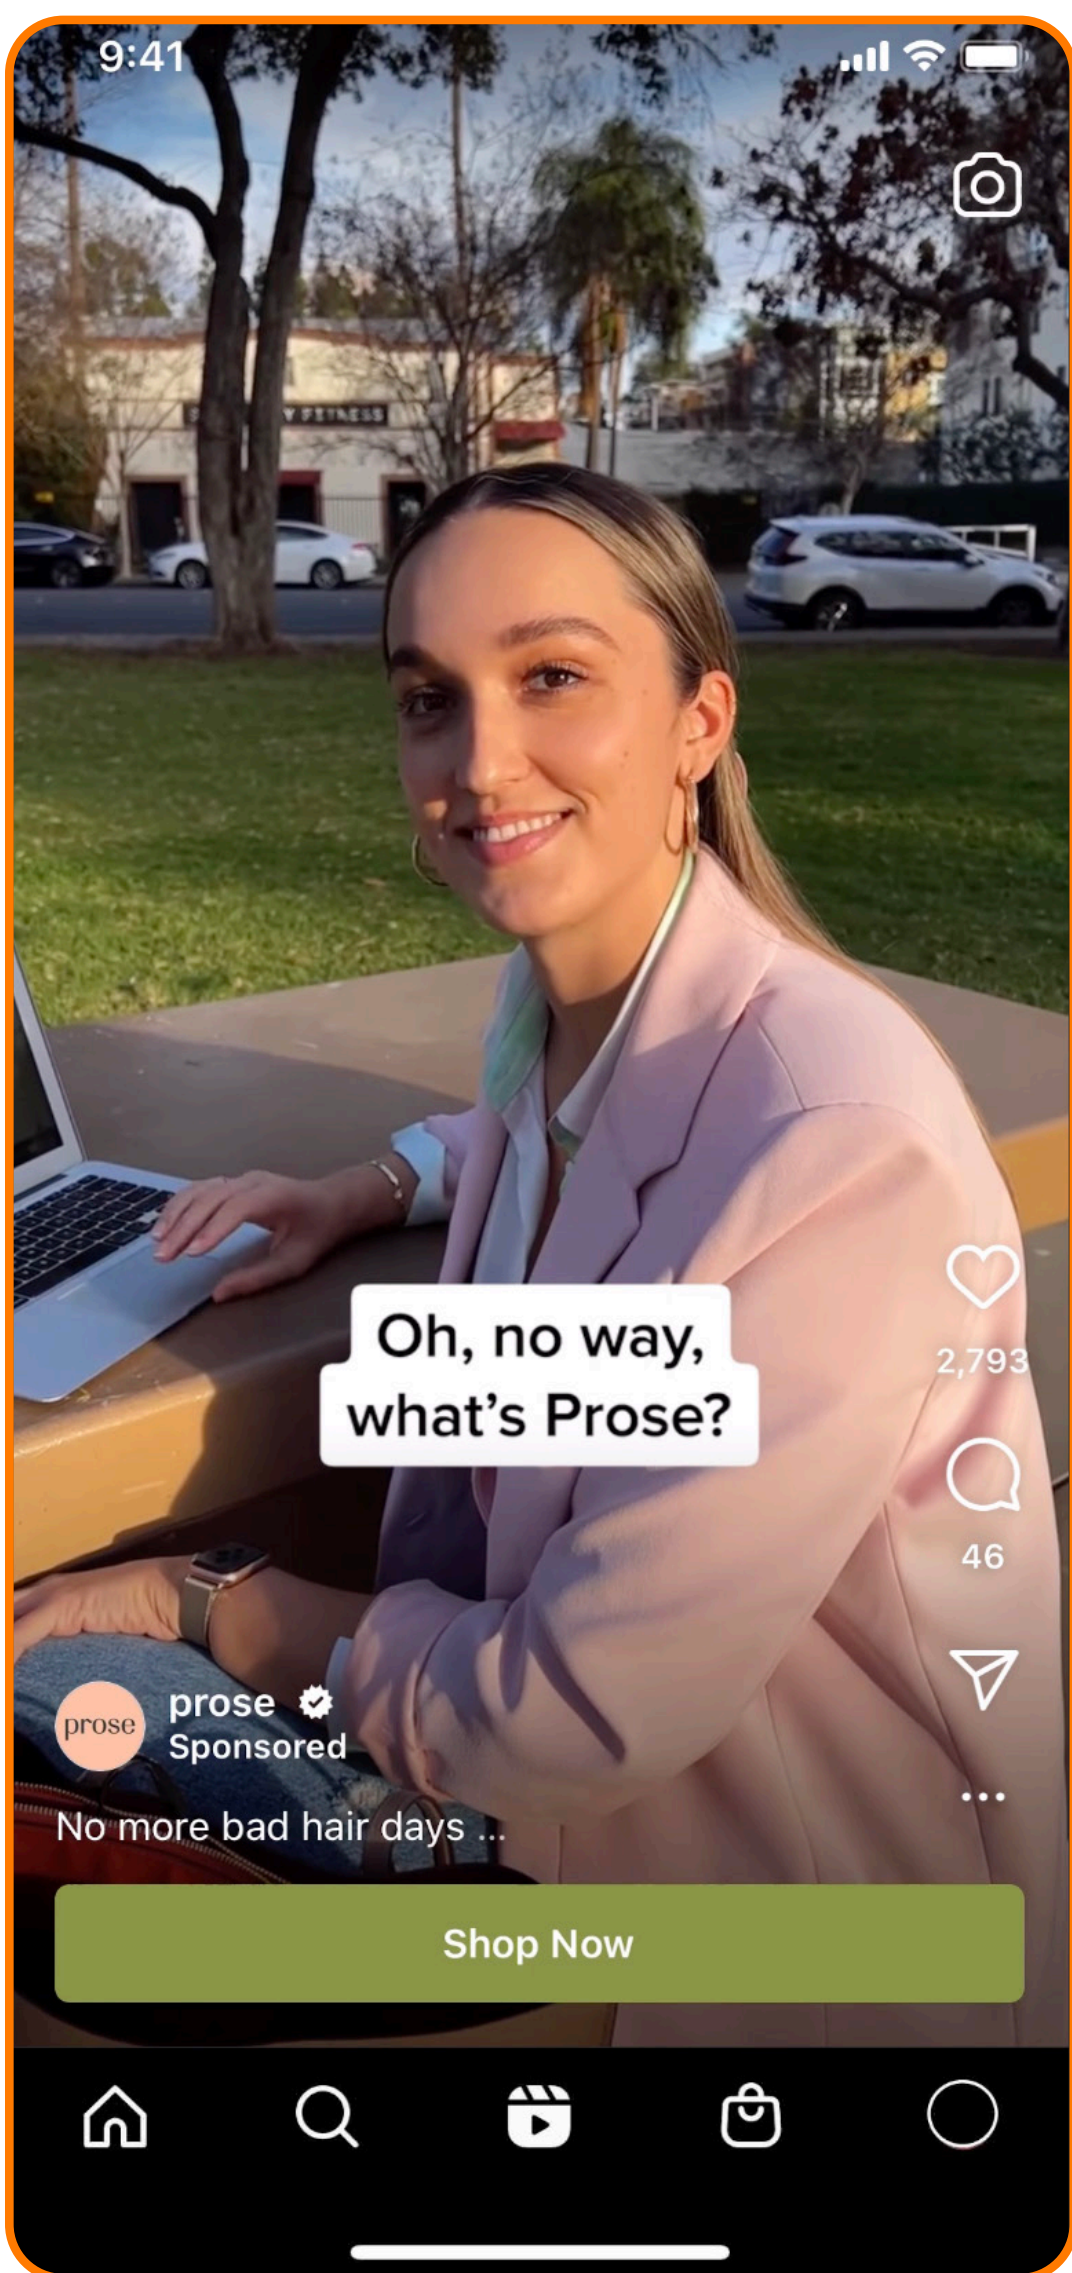 9:41
Y FITNESS
Oh, no way,
what's Prose?
2,793
46
prose
prose
Sponsored
No more bad hair days ...
Shop Now